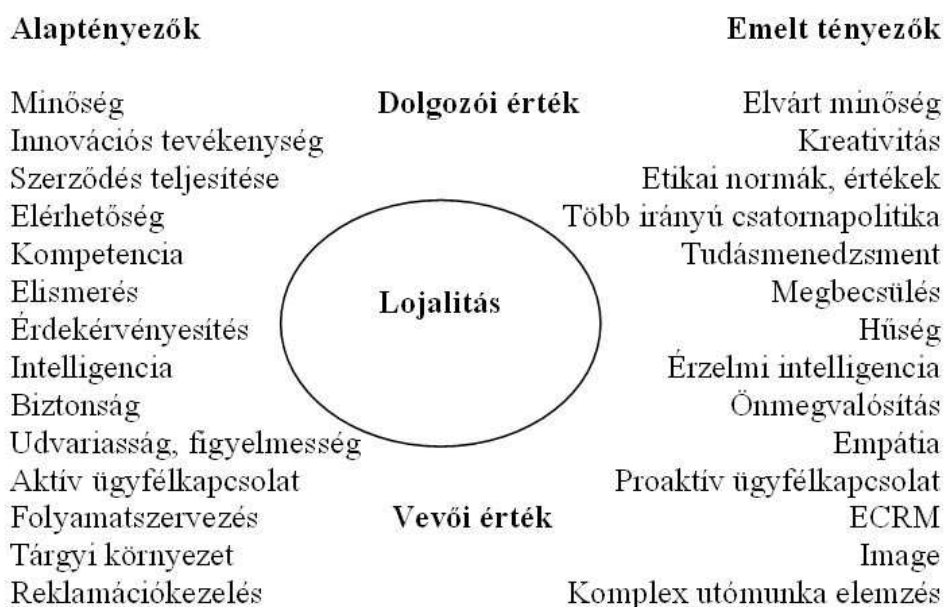 Alaptényezők Emelt tényezők
Minőség Dolgozói érték Elvárt minőség
Innovációs tevékenység Kreativitás
Szerződés teljesítése Etikai normák, értékek
Elérhetőség Több irányú csatornapolitika
Kompetencia Tudásmenedzsment
Elismerés Lojalitás Megbecsülés
Érdekérvényesítés Hűség
Intelligencia Érzelmi intelligencia
Biztonság Önmegvalósítás
Udvariasság, figyelmesség Empátia
Aktív ügyfélkapcsolat Proaktív ügyfélkapcsolat
Folyamatszervezés Vevői érték ECRM
Tárgyi környezet Image
Reklamációkezelés Komplex utómunka elemzés